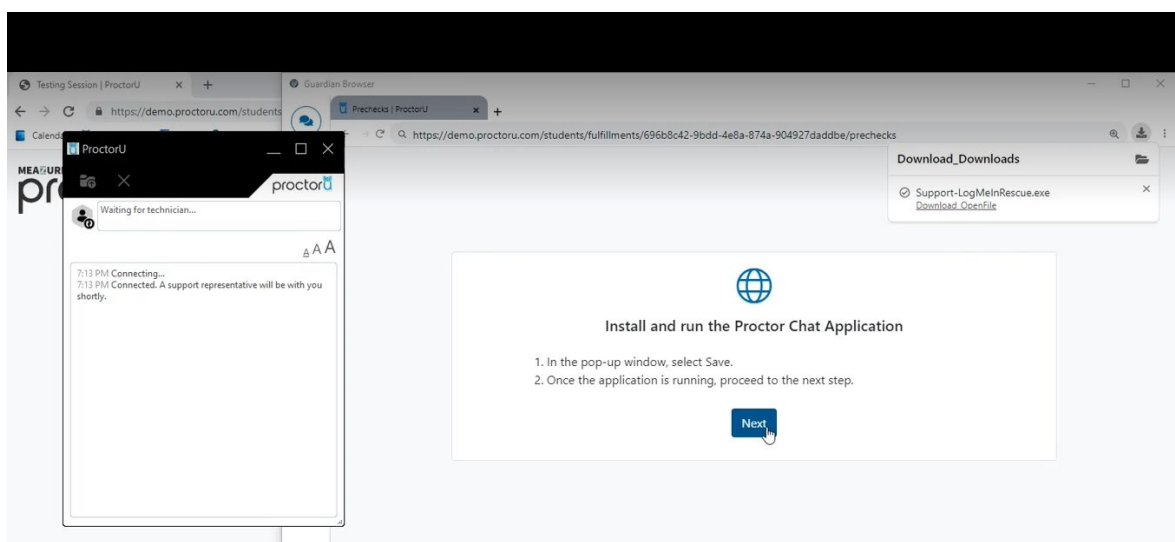 Testing Session | ProctorU
Guardian Browser
https://demo.proctoru.com/students
Prechecks | ProctorU
https://demo.proctoru.com/students/fulfillments/696b8c42-9bdd-4e8a-874a-904927daddbe/prechecks
ProctorU
proctoru
Waiting for technician...
A A A
7:13 PM Connecting...
7:13 PM Connected. A support representative will be with you
shortly.
Download_Downloads
Support-LogMeInRescue.exe
Download OpenFile
Install and run the Proctor Chat Application
1. In the pop-up window, select Save.
2. Once the application is running, proceed to the next step.
Next